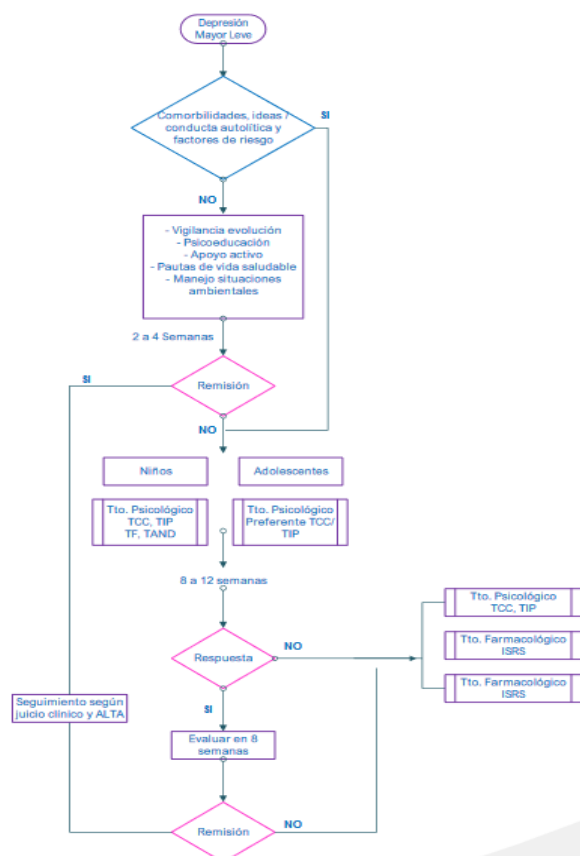 Depresión
Mayor Leve
Comorbilidades, ideas /
conducta autolítica y
factores de riesgo
SI
NO
- Vigilancia evolución
- Psicoeducación
- Apoyo activo
- Pautas de vida saludable
- Manejo situaciones
ambientales
2 a 4 Semanas
SI
Remisión
NO
Niños
Adolescentes
Tto. Psicológico
TCC, TIP
TF, TAND
Tto. Psicológico
Preferente TCC/
TIP
8 a 12 semanas
Respuesta
NO
Tto. Psicológico
TCC, TIP
Tto. Farmacológico
ISRS
Tto. Farmacológico
ISRS
Seguimiento según
juicio clínico y ALTA
SI
Evaluar en 8
semanas
Remisión
NO